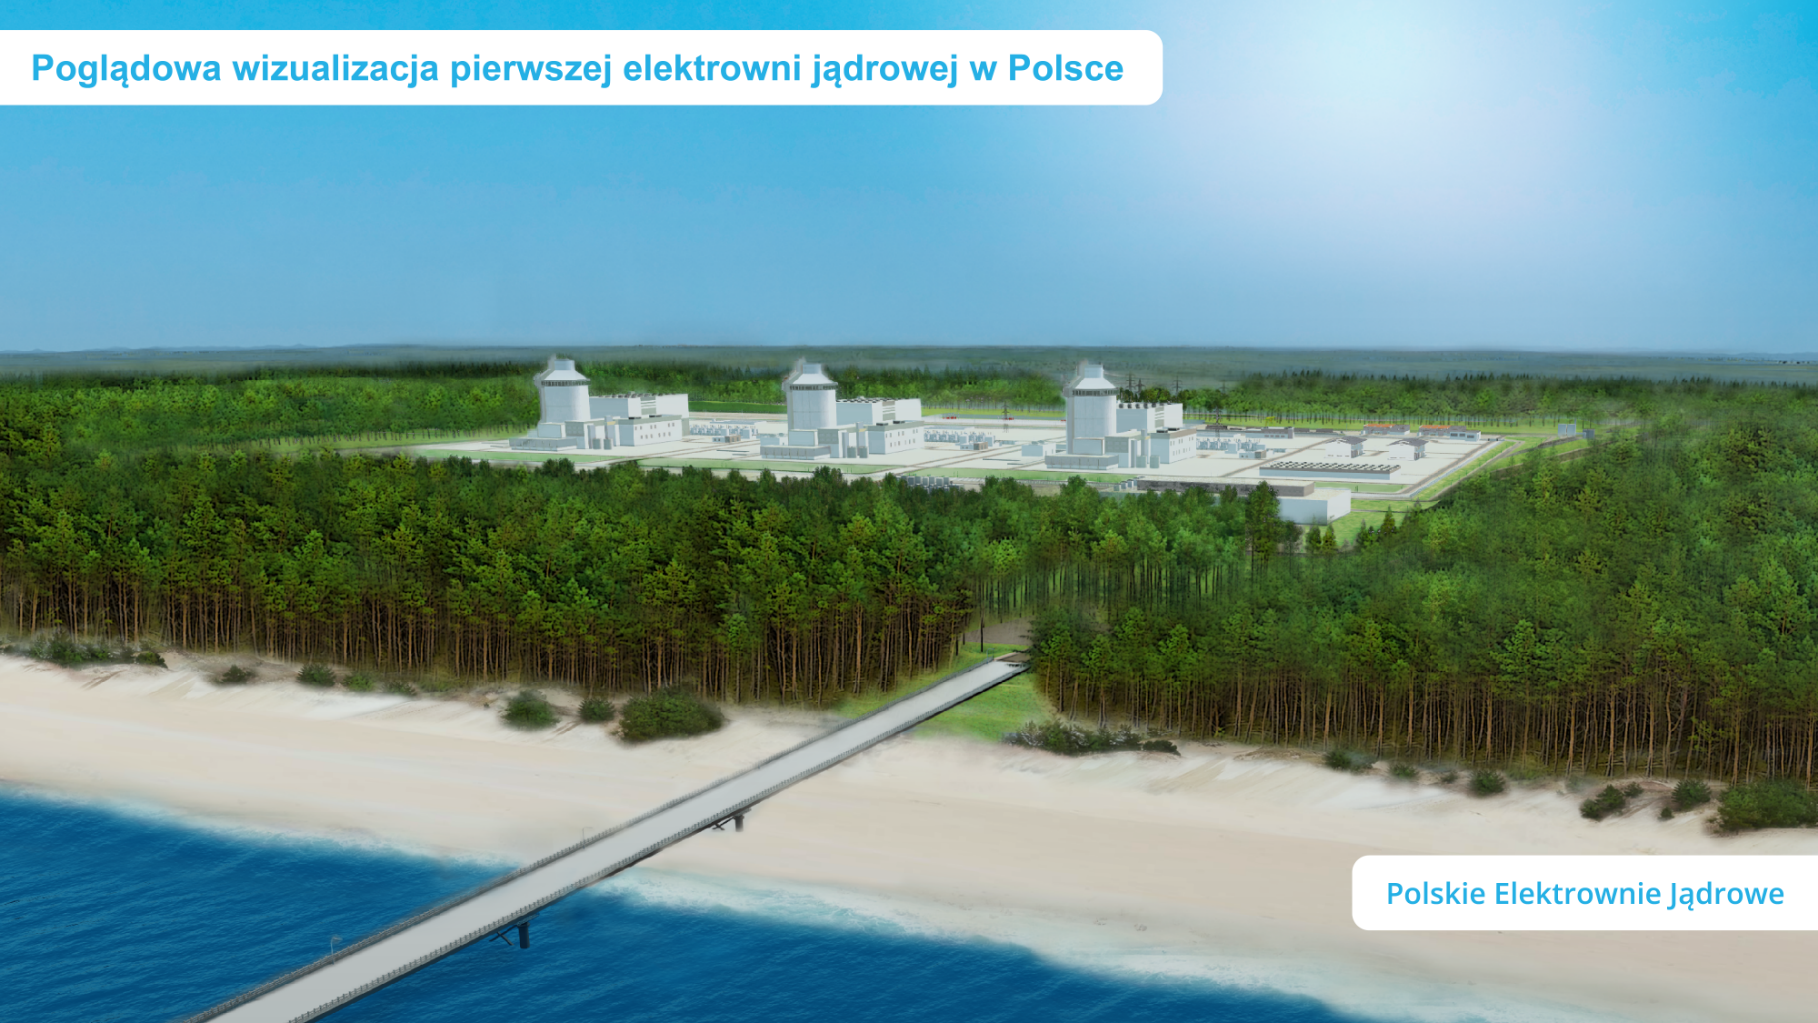 Poglądowa wizualizacja pierwszej elektrowni jądrowej w Polsce
Polskie Elektrownie Jądrowe